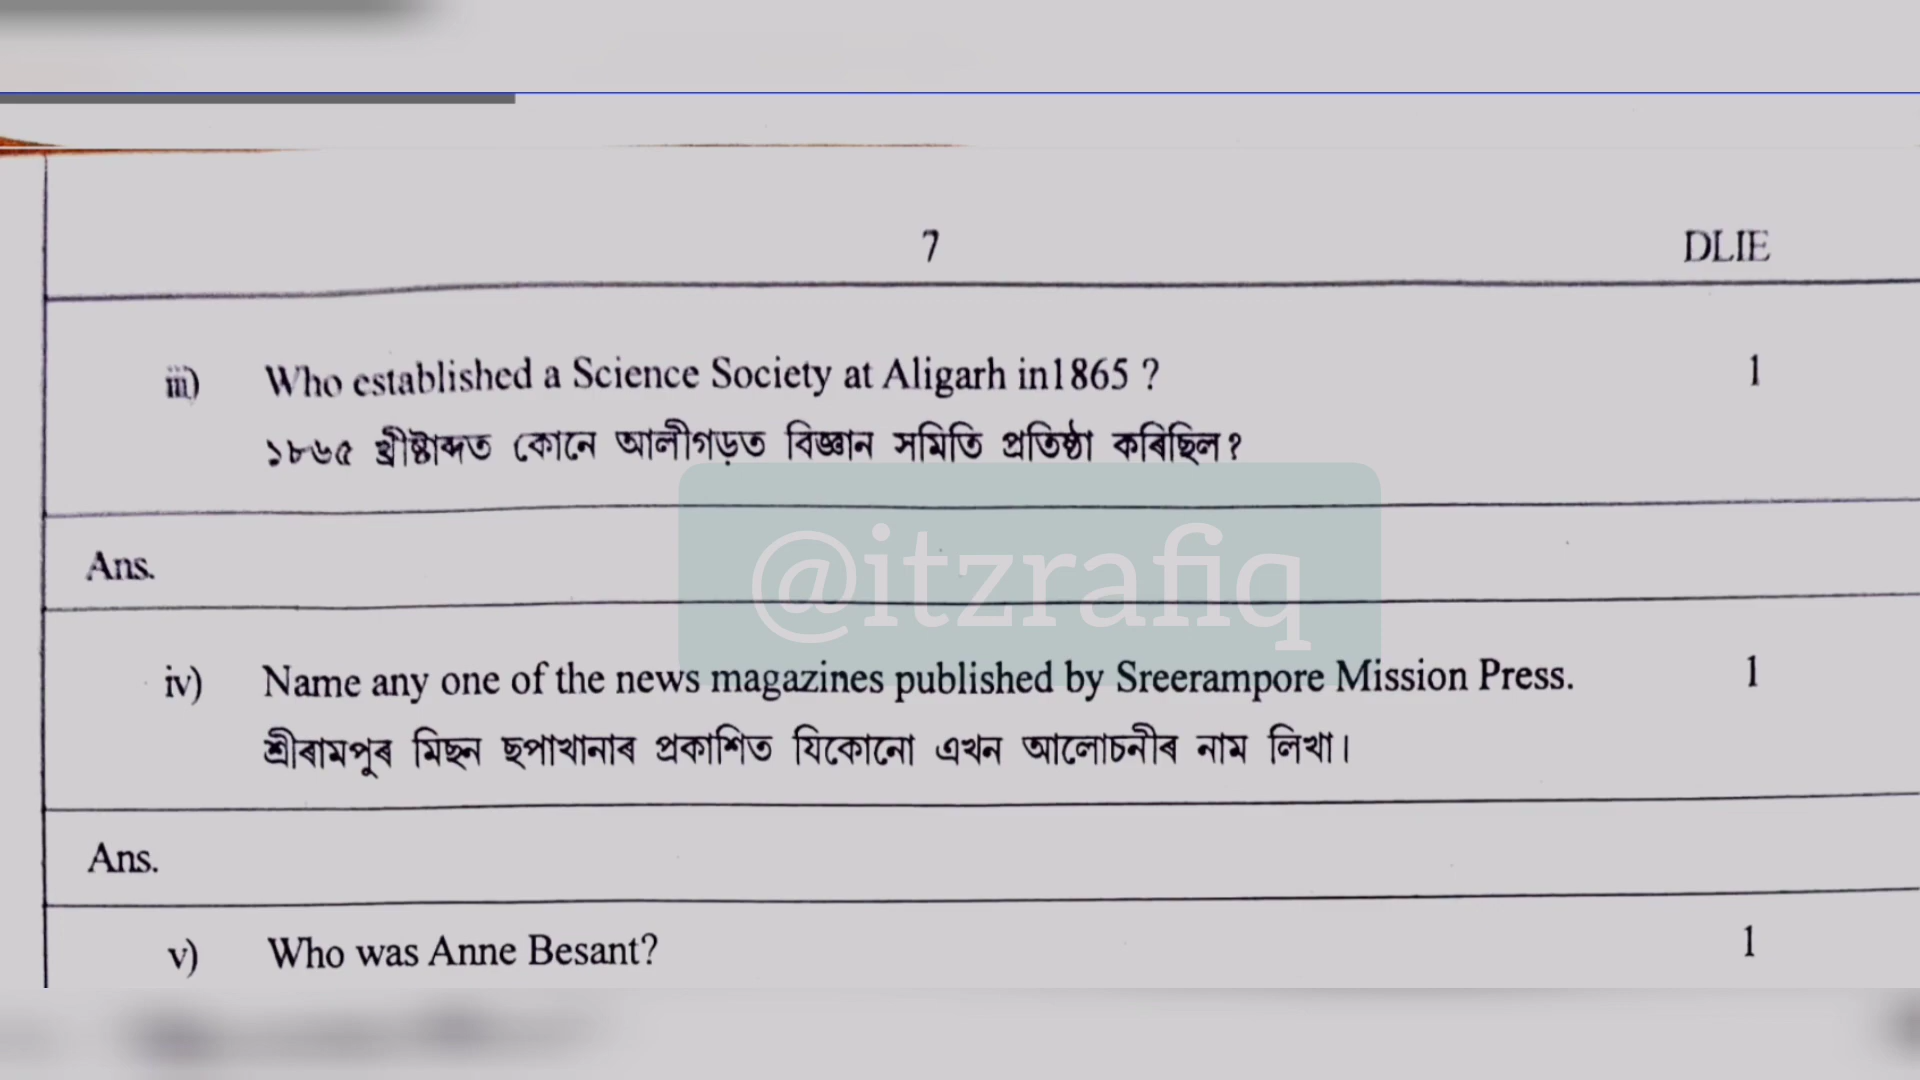 7 DLIE
iii) Who established a Science Society at Aligarh in1865 ? 1
১৮৬৫ খ্ৰীষ্টাব্দত কোনে আলীগড়ত বিজ্ঞান সমিতি প্ৰতিষ্ঠা কৰিছিল?
Ans.
@itzrafiq
iv) Name any one of the news magazines published by Sreerampore Mission Press. 1
শ্ৰীৰামপুৰ মিছন ছপাখানাৰ প্ৰকাশিত যিকোনো এখন আলোচনীৰ নাম লিখা।
Ans.
v) Who was Anne Besant? 1